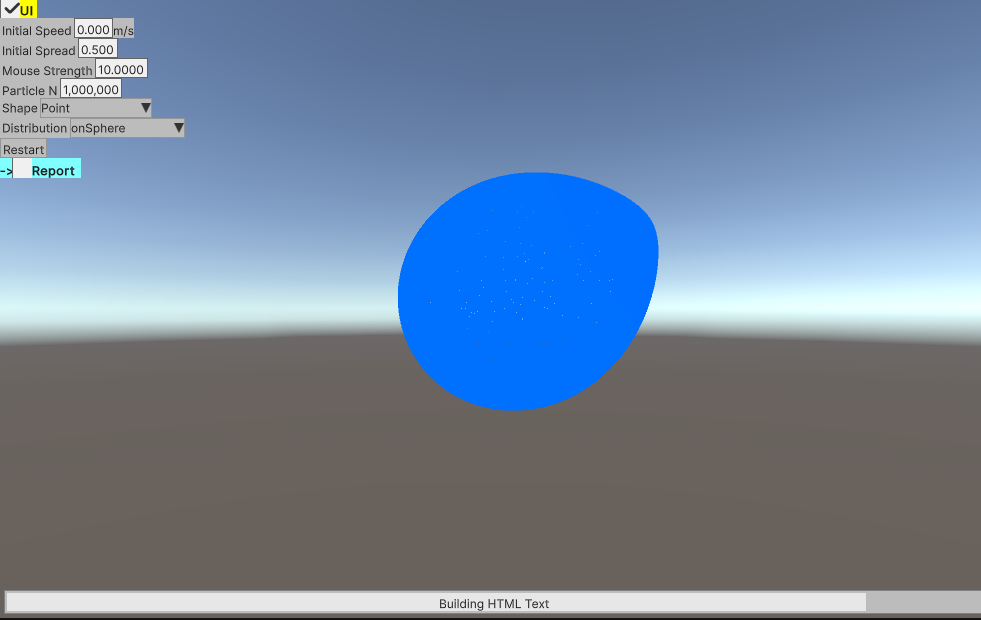 UI
Initial Speed 0.000 m/s
Initial Spread 0.500
Mouse Strength 10.0000
Particle N 1,000,000
Shape Point
Distribution onSphere
Restart
-> Report
Building HTML Text